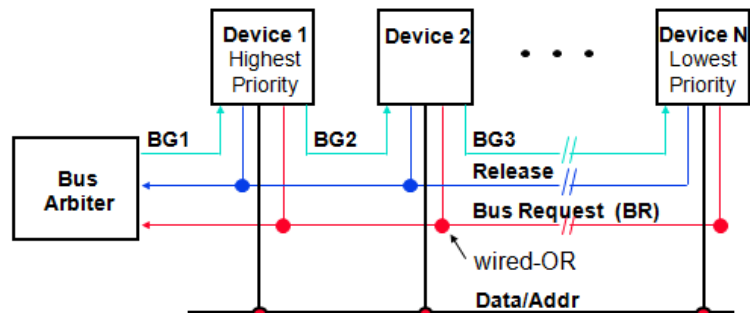 Device 1
Highest
Priority
Device 2
• • •
Device N
Lowest
Priority
BG1
BG2
BG3
Bus
Arbiter
Release
Bus Request (BR)
wired-OR
Data/Addr